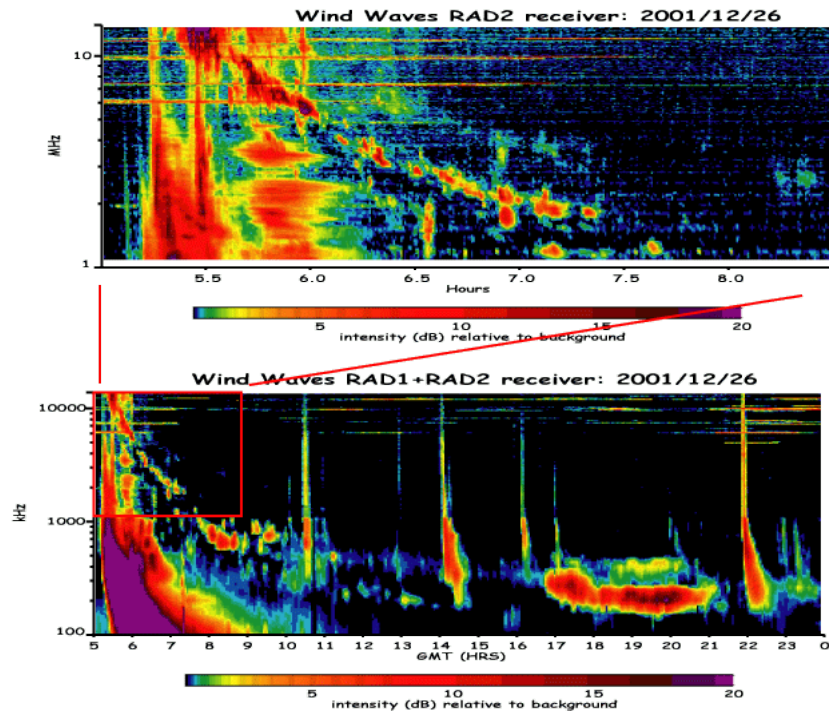 Wind Waves RAD2 receiver: 2001/12/26
10
MHz
1
5.5 6.0 6.5 7.0 7.5 8.0
Hours
5 10 15 20
intensity (dB) relative to background
Wind Waves RAD1+RAD2 receiver: 2001/12/26
10000
1000
kHz
100
5 6 7 8 9 10 11 12 13 14 15 16 17 18 19 20 21 22 23 0
GMT (HRS)
5 10 15 20
intensity (dB) relative to background